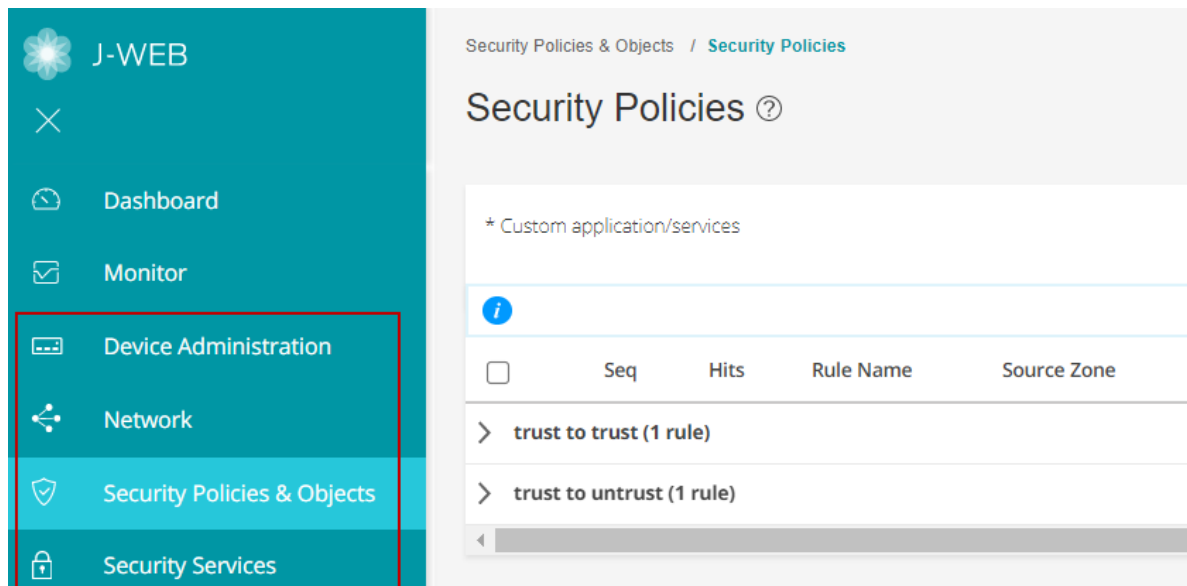 J-WEB
Dashboard
Monitor
Device Administration
Network
Security Policies & Objects
Security Services
Security Policies & Objects / Security Policies
Security Policies ?
* Custom application/services
i
Seq Hits Rule Name Source Zone
trust to trust (1 rule)
trust to untrust (1 rule)